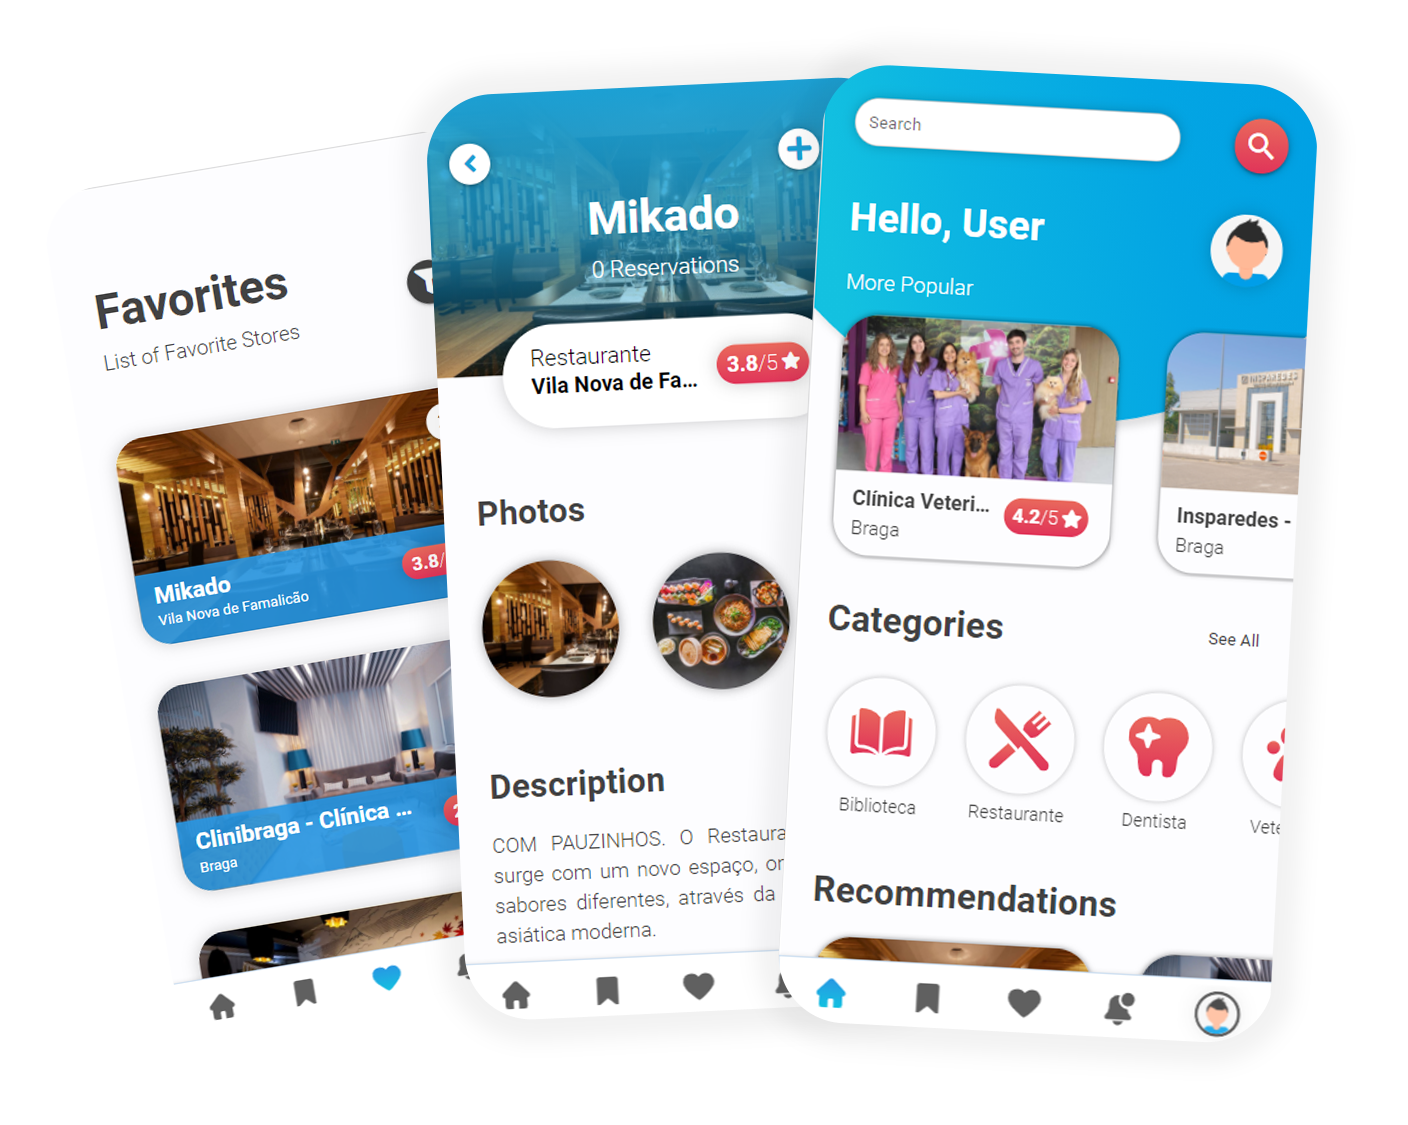 Favorites
List of Favorite Stores
Mikado
Vila Nova de Famalicão
3.8/
Clinibraga - Clínica ...
Braga
Mikado
0 Reservations
Restaurante
Vila Nova de Fa...
3.8/5
Photos
Description
COM PAUZINHOS. O Restaura
surge com um novo espaço, or
sabores diferentes, através da
asiática moderna.
Search
Hello, User
More Popular
INSPAREDES
Clínica Veteri...
Braga
4.2/5
Insparedes -
Braga
Categories
See All
Biblioteca
Restaurante
Dentista
Vete
Recommendations